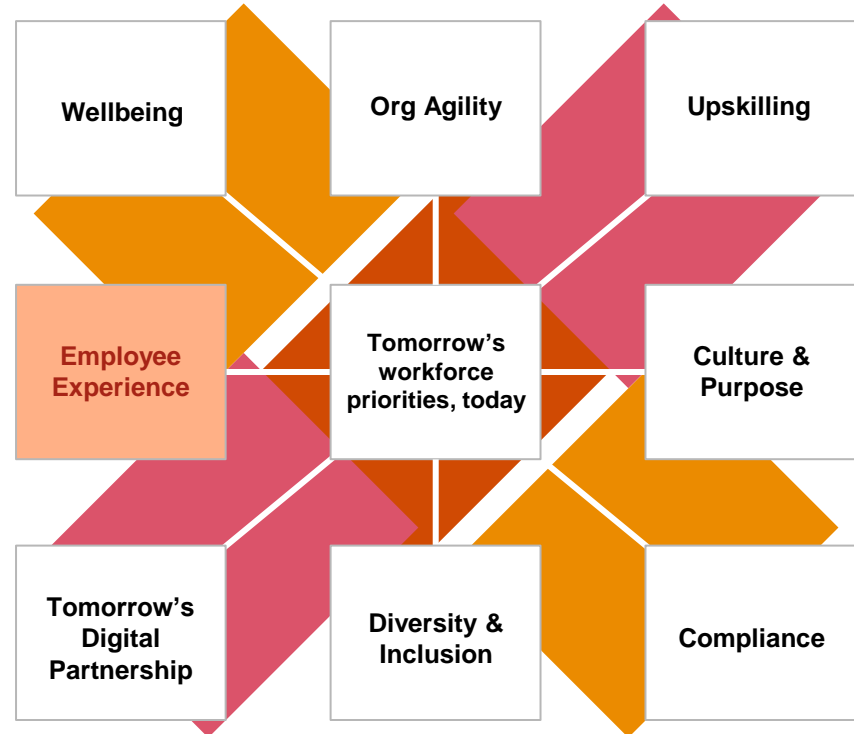 Wellbeing
Org Agility
Upskilling
Employee
Experience
Tomorrow’s
workforce
priorities, today
Culture &
Purpose
Tomorrow’s
Digital
Partnership
Diversity &
Inclusion
Compliance